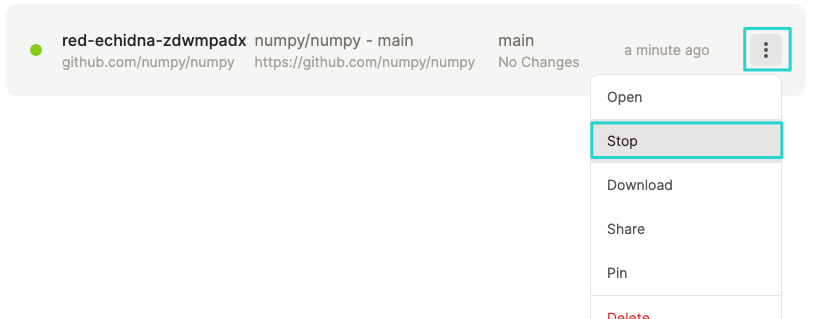 red-echidna-zdwmpadx numpy/numpy - main main
github.com/numpy/numpy https://github.com/numpy/numpy No Changes
a minute ago
Open
Stop
Download
Share
Pin
Delete